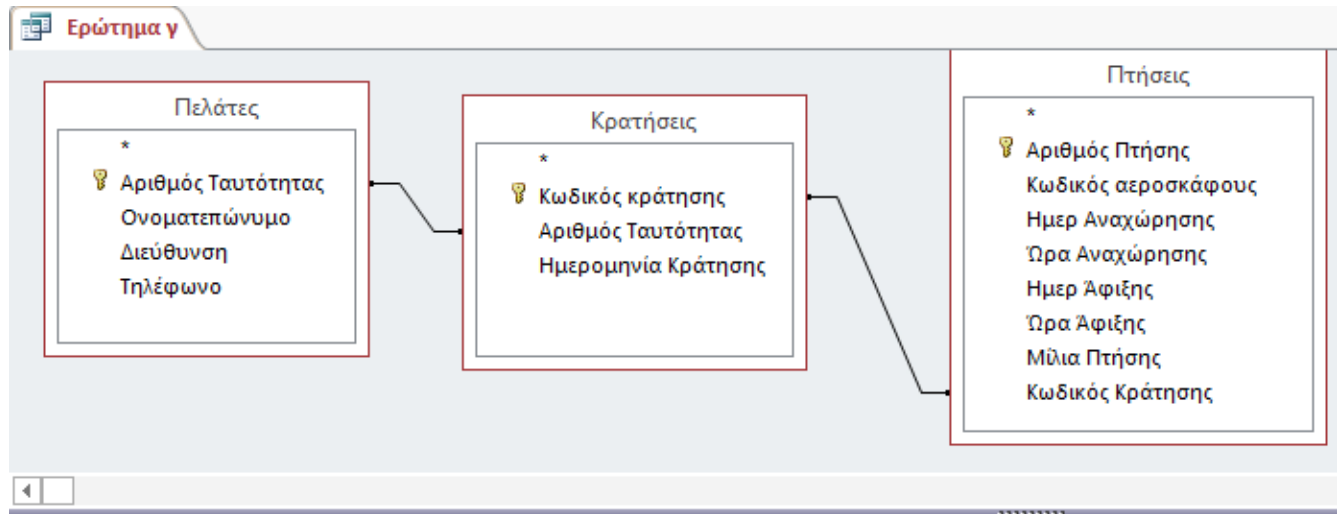 Ερώτημα γ
Πελάτες
*
Αριθμός Ταυτότητας
Ονοματεπώνυμο
Διεύθυνση
Τηλέφωνο
Κρατήσεις
*
Κωδικός κράτησης
Αριθμός Ταυτότητας
Ημερομηνία Κράτησης
Πτήσεις
*
Αριθμός Πτήσης
Κωδικός αεροσκάφους
Ημερ Αναχώρησης
Ώρα Αναχώρησης
Ημερ Άφιξης
Ώρα Άφιξης
Μίλια Πτήσης
Κωδικός Κράτησης